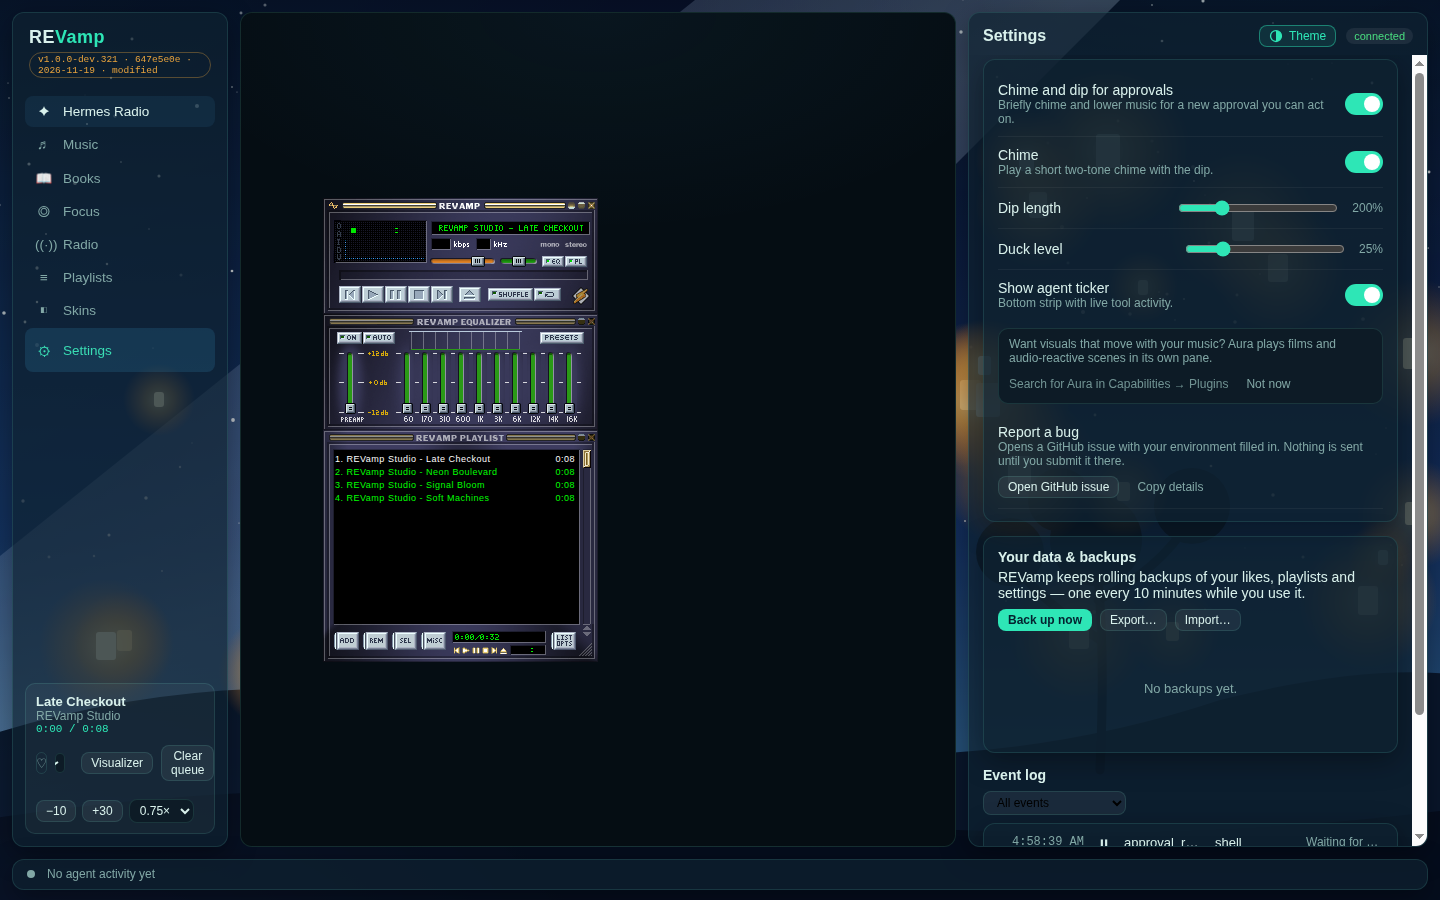 REVamp
v1.0.0-dev.321 · 647e5e0e ·
2026-11-19 · modified
Hermes Radio
Music
Books
Focus
Radio
Playlists
Skins
Settings
Late Checkout
REVamp Studio
0:00 / 0:08
Visualizer
Clear queue
−10
+30
0.75×
REVAMP
REVAMP STUDIO - LATE CHECKOUT
kbps
kHz
mono stereo
EQ
PL
SHUFFLE
REVAMP EQUALIZER
ON
AUTO
PRESETS
+12db
+0db
-12db
PREAMP
60 170 310 600 1K 3K 6K 12K 14K 16K
REVAMP PLAYLIST
1. REVamp Studio - Late Checkout 0:08
2. REVamp Studio - Neon Boulevard 0:08
3. REVamp Studio - Signal Bloom 0:08
4. REVamp Studio - Soft Machines 0:08
ADD
REM
SEL
MISC
0:00/0:32
LIST OPTS
Settings
Theme
connected
Chime and dip for approvals
Briefly chime and lower music for a new approval you can act
on.
Chime
Play a short two-tone chime with the dip.
Dip length 200%
Duck level 25%
Show agent ticker
Bottom strip with live tool activity.
Want visuals that move with your music? Aura plays films and
audio-reactive scenes in its own pane.
Search for Aura in Capabilities → Plugins Not now
Report a bug
Opens a GitHub issue with your environment filled in. Nothing is sent
until you submit it there.
Open GitHub issue Copy details
Your data & backups
REVamp keeps rolling backups of your likes, playlists and
settings — one every 10 minutes while you use it.
Back up now Export… Import…
No backups yet.
Event log
All events
4:58:39 AM approval_r… shell Waiting for …
No agent activity yet